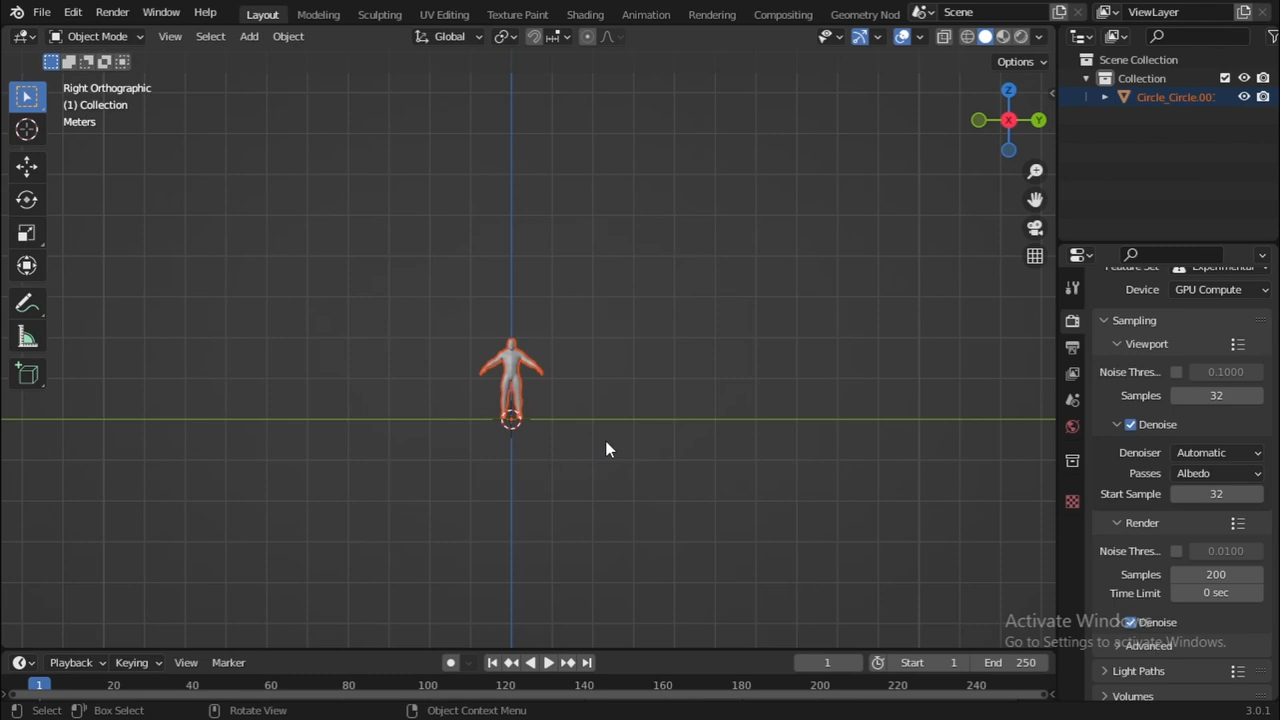 File Edit Render Window Help Layout Modeling Sculpting UV Editing Texture Paint Shading Animation Rendering Compositing Geometry Nod Scene ViewLayer
Object Mode View Select Add Object Global
Options
Right Orthographic
(1) Collection
Meters
Z
X
Y
Scene Collection
Collection
Circle_Circle.00
Device GPU Compute
Sampling
Viewport
Noise Thres... 0.1000
Samples 32
Denoise
Denoiser Automatic
Passes Albedo
Start Sample 32
Render
Noise Thres... 0.0100
Samples 200
Time Limit 0 sec
Denoise
Advanced
Light Paths
Volumes
Activate Windows
Go to Settings to activate Windows.
Playback Keying View Marker 1 Start 1 End 250
1 20 40 60 80 100 120 140 160 180 200 220 240
Select Box Select Rotate View Object Context Menu 3.0.1